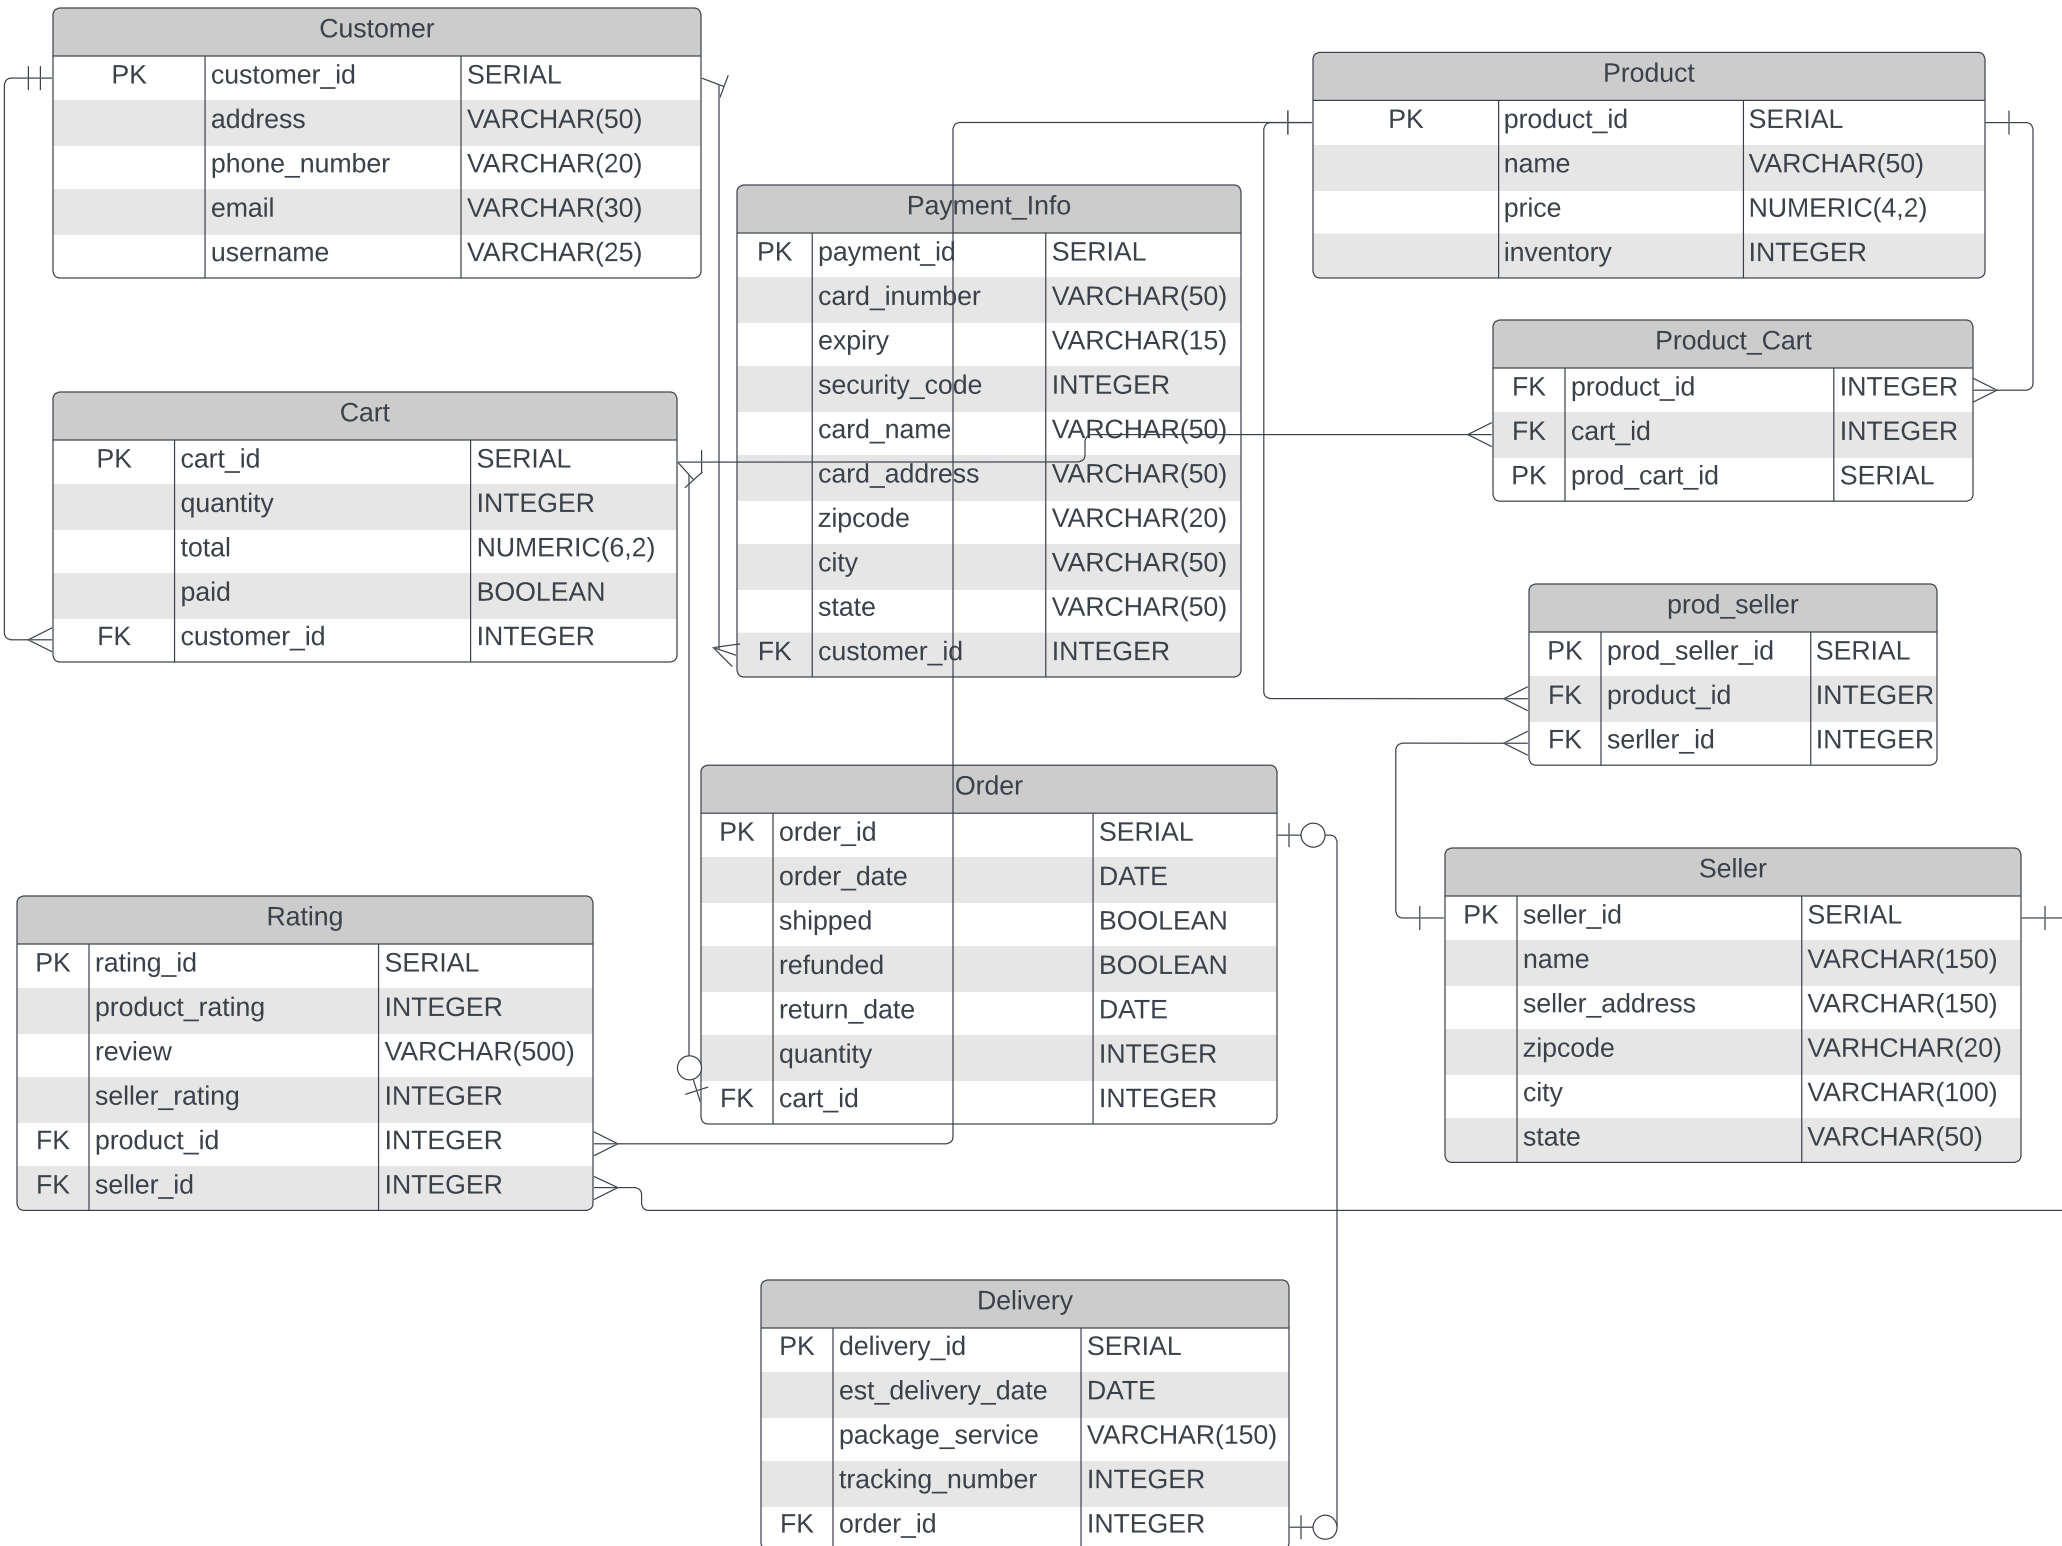 Customer
PK customer_id SERIAL
address VARCHAR(50)
phone_number VARCHAR(20)
email VARCHAR(30)
username VARCHAR(25)
Product
PK product_id SERIAL
name VARCHAR(50)
price NUMERIC(4,2)
inventory INTEGER
Payment_Info
PK payment_id SERIAL
card_inumber VARCHAR(50)
expiry VARCHAR(15)
security_code INTEGER
card_name VARCHAR(50)
card_address VARCHAR(50)
zipcode VARCHAR(20)
city VARCHAR(50)
state VARCHAR(50)
FK customer_id INTEGER
Product_Cart
FK product_id INTEGER
FK cart_id INTEGER
PK prod_cart_id SERIAL
Cart
PK cart_id SERIAL
quantity INTEGER
total NUMERIC(6,2)
paid BOOLEAN
FK customer_id INTEGER
prod_seller
PK prod_seller_id SERIAL
FK product_id INTEGER
FK serller_id INTEGER
Order
PK order_id SERIAL
order_date DATE
shipped BOOLEAN
refunded BOOLEAN
return_date DATE
quantity INTEGER
FK cart_id INTEGER
Seller
PK seller_id SERIAL
name VARCHAR(150)
seller_address VARCHAR(150)
zipcode VARHCHAR(20)
city VARCHAR(100)
state VARCHAR(50)
Rating
PK rating_id SERIAL
product_rating INTEGER
review VARCHAR(500)
seller_rating INTEGER
FK product_id INTEGER
FK seller_id INTEGER
Delivery
PK delivery_id SERIAL
est_delivery_date DATE
package_service VARCHAR(150)
tracking_number INTEGER
FK order_id INTEGER